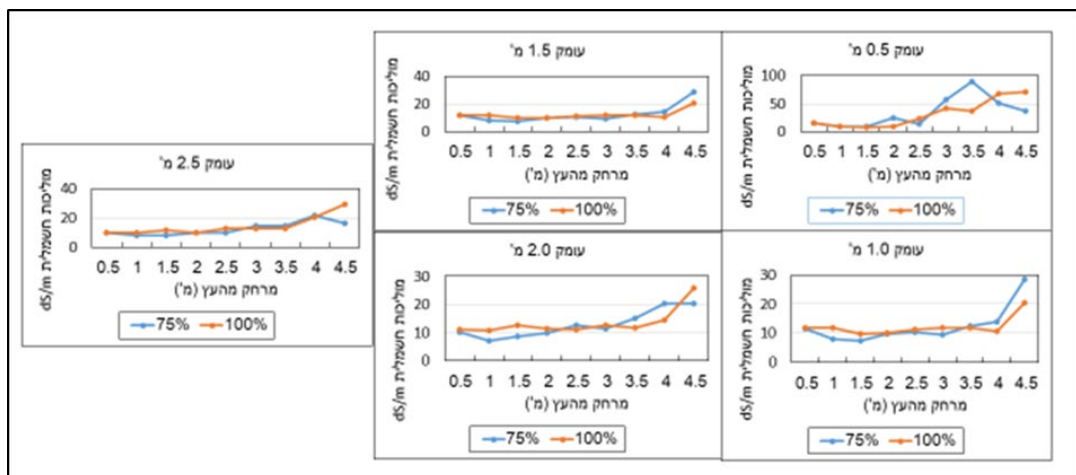 עומק 0.5 מ'
מוליכות חשמלית dS/m
100
50
0
0.5 1 1.5 2 2.5 3 3.5 4 4.5
מרחק מהעץ (מ')
75% 100%
עומק 1.5 מ'
מוליכות חשמלית dS/m
40
20
0
0.5 1 1.5 2 2.5 3 3.5 4 4.5
מרחק מהעץ (מ')
75% 100%
עומק 2.5 מ'
מוליכות חשמלית dS/m
40
20
0
0.5 1 1.5 2 2.5 3 3.5 4 4.5
מרחק מהעץ (מ')
75% 100%
עומק 1.0 מ'
מוליכות חשמלית dS/m
30
20
10
0
0.5 1 1.5 2 2.5 3 3.5 4 4.5
מרחק מהעץ (מ')
75% 100%
עומק 2.0 מ'
מוליכות חשמלית dS/m
30
20
10
0
0.5 1 1.5 2 2.5 3 3.5 4 4.5
מרחק מהעץ (מ')
75% 100%